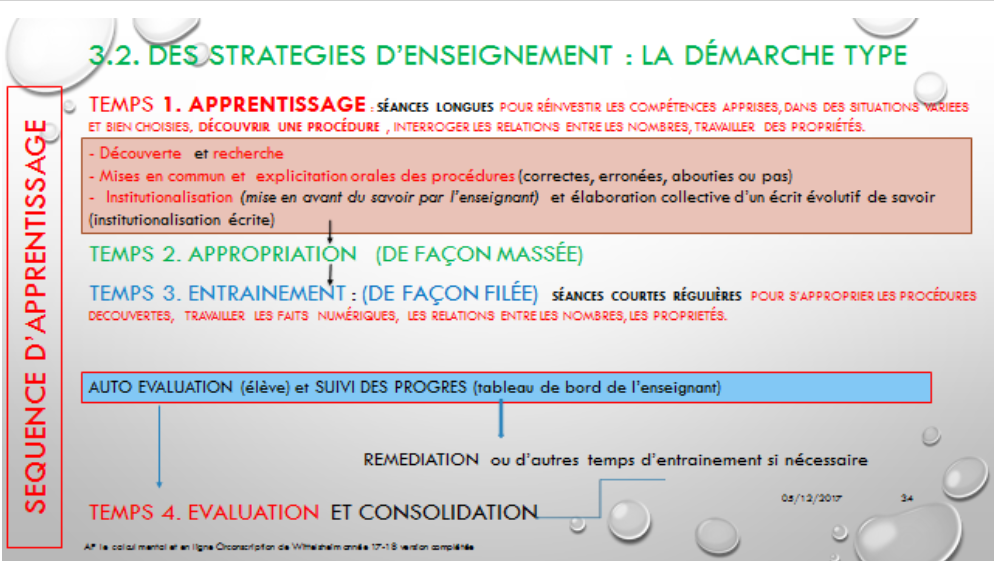 3.2. DES STRATEGIES D'ENSEIGNEMENT : LA DÉMARCHE TYPE
SEQUENCE D'APPRENTISSAGE
TEMPS 1. APPRENTISSAGE : SÉANCES LONGUES POUR RÉINVESTIR LES COMPÉTENCES APPRISES, DANS DES SITUATIONS VARIEES
ET BIEN CHOISIES, DÉCOUVRIR UNE PROCÉDURE , INTERROGER LES RELATIONS ENTRE LES NOMBRES, TRAVAILLER DES PROPRIÉTÉS.
- Découverte et recherche
- Mises en commun et explicitation orales des procédures (correctes, erronées, abouties ou pas)
- Institutionalisation (mise en avant du savoir par l'enseignant) et élaboration collective d'un écrit évolutif de savoir
(institutionalisation écrite)
TEMPS 2. APPROPRIATION (DE FAÇON MASSÉE)
TEMPS 3. ENTRAINEMENT : (DE FAÇON FILÉE) SÉANCES COURTES RÉGULIÈRES POUR S'APPROPRIER LES PROCÉDURES
DECOUVERTES, TRAVAILLER LES FAITS NUMÉRIQUES, LES RELATIONS ENTRE LES NOMBRES, LES PROPRIETÉS.
AUTO EVALUATION (élève) et SUIVI DES PROGRES (tableau de bord de l'enseignant)
REMEDIATION ou d'autres temps d'entrainement si nécessaire
05/12/2017 34
TEMPS 4. EVALUATION ET CONSOLIDATION
AP le calcul mental et en ligne Circonscription de Wittelsheim année 17-18 version complétée